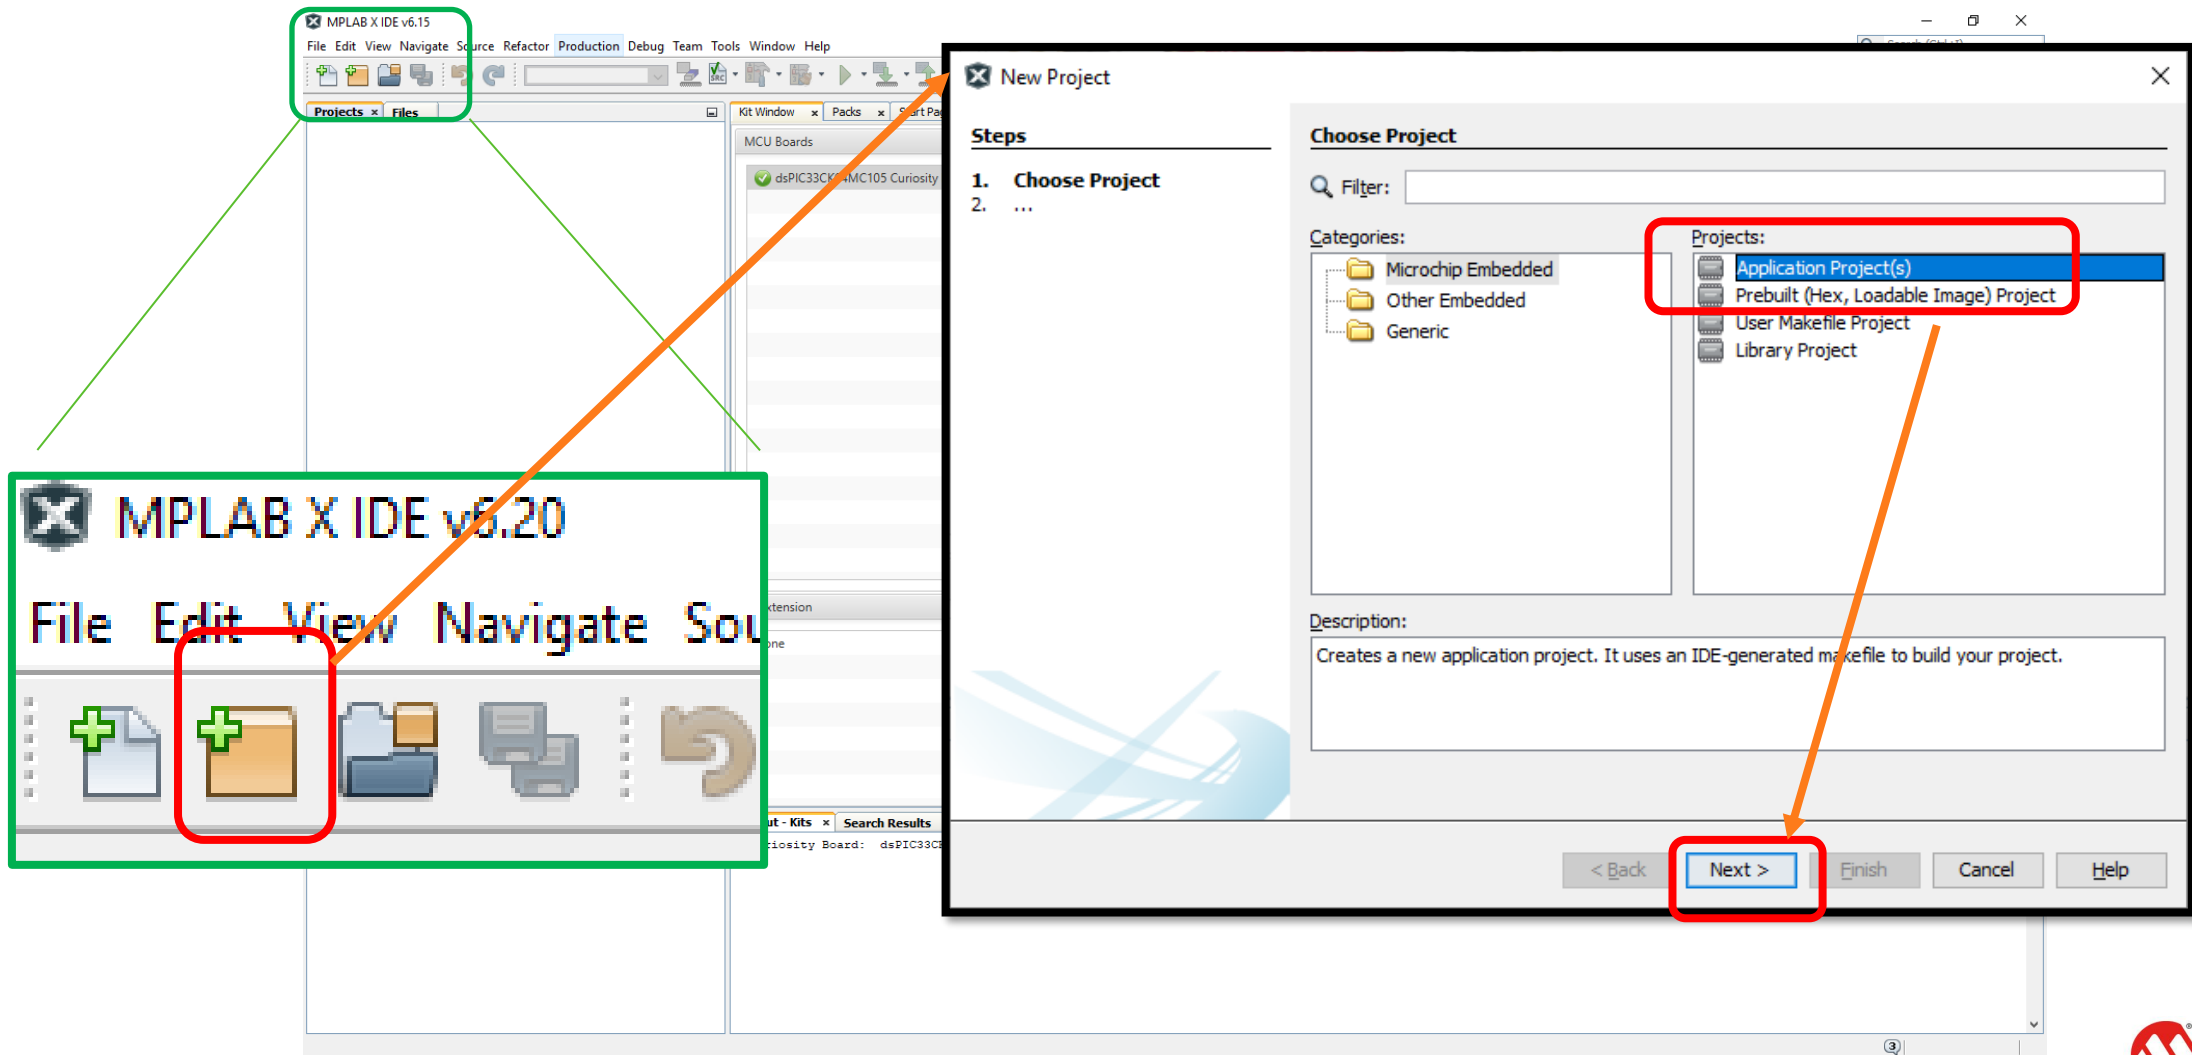 MPLAB X IDE v6.15
File Edit View Navigate Source Refactor Production Debug Team Tools Window Help
Projects × Files
Kit Window × Packs ×
MCU Boards
Curiosity
MPLAB X IDE v6.20
File Edit View Navigate
New Project
Steps
1. Choose Project
2. ...
Choose Project
Filter:
Categories:
Microchip Embedded
Other Embedded
Generic
Projects:
Application Project(s)
Prebuilt (Hex, Loadable Image) Project
User Makefile Project
Library Project
Description:
Creates a new application project. It uses an IDE-generated makefile to build your project.
< Back Next > Finish Cancel Help
Kits × Search Results
Board:
3